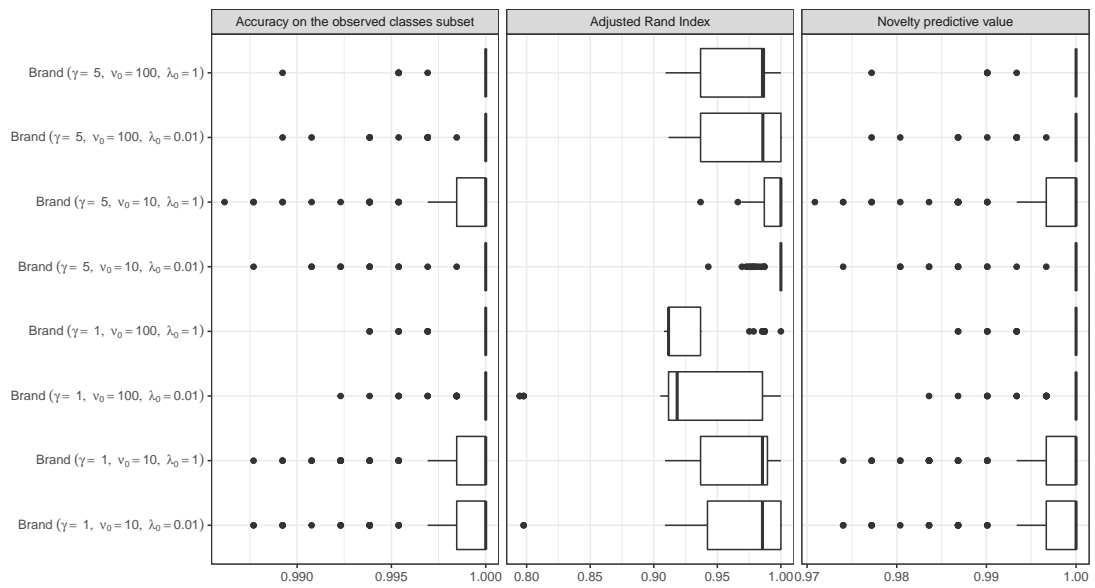 Accuracy on the observed classes subset
Adjusted Rand Index
Novelty predictive value
Brand (γ= 5, ν₀=100, λ₀=1)
Brand (γ= 5, ν₀=100, λ₀=0.01)
Brand (γ= 5, ν₀=10, λ₀=1)
Brand (γ= 5, ν₀=10, λ₀=0.01)
Brand (γ= 1, ν₀=100, λ₀=1)
Brand (γ= 1, ν₀=100, λ₀=0.01)
Brand (γ= 1, ν₀=10, λ₀=1)
Brand (γ= 1, ν₀=10, λ₀=0.01)
0.990 0.995 1.000
0.80 0.85 0.90 0.95 1.00
0.97 0.98 0.99 1.00